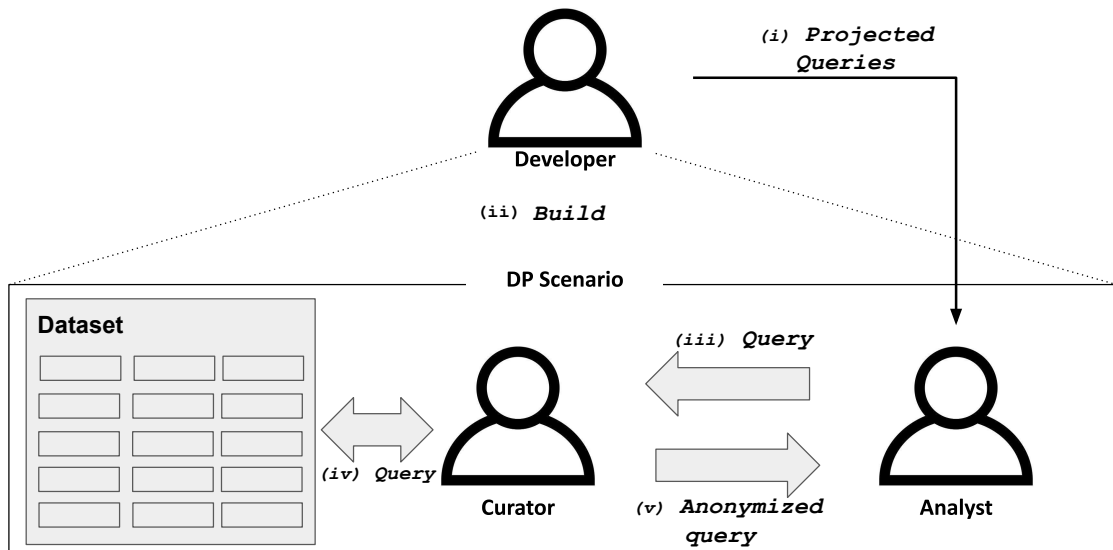 (i) Projected
Queries
Developer
(ii) Build
DP Scenario
Dataset
(iii) Query
(iv) Query
Curator
(v) Anonymized
query
Analyst